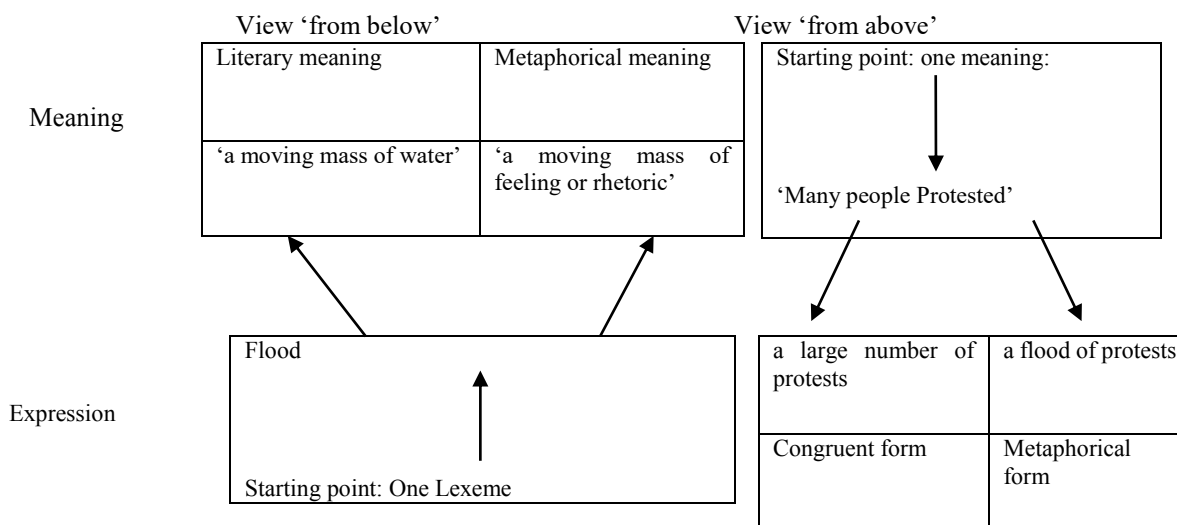 View ‘from below’
View ‘from above’
Meaning
Literary meaning
Metaphorical meaning
‘a moving mass of water’
‘a moving mass of
feeling or rhetoric’
Starting point: one meaning:
‘Many people Protested’
Expression
Flood
Starting point: One Lexeme
a large number of
protests
a flood of protests
Congruent form
Metaphorical
form